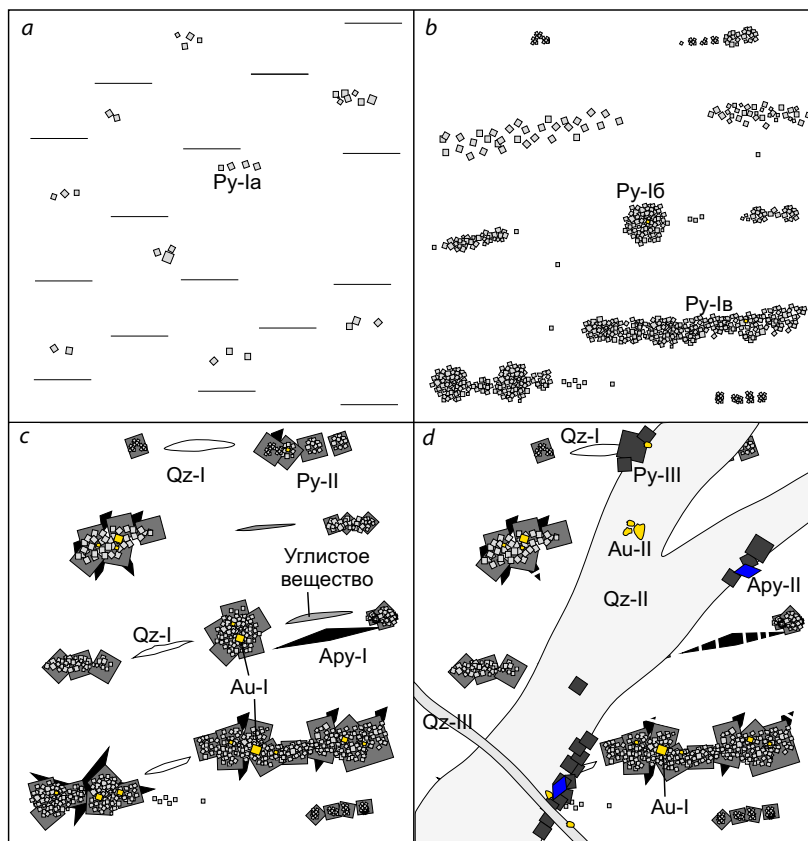 a
Py-Ia
b
Py-Iб
Py-Iв
c
Qz-I
Py-II
Углистое
вещество
Qz-I
Apy-I
Au-I
d
Qz-I
Py-III
Au-II
Apy-II
Qz-II
Qz-III
Au-I